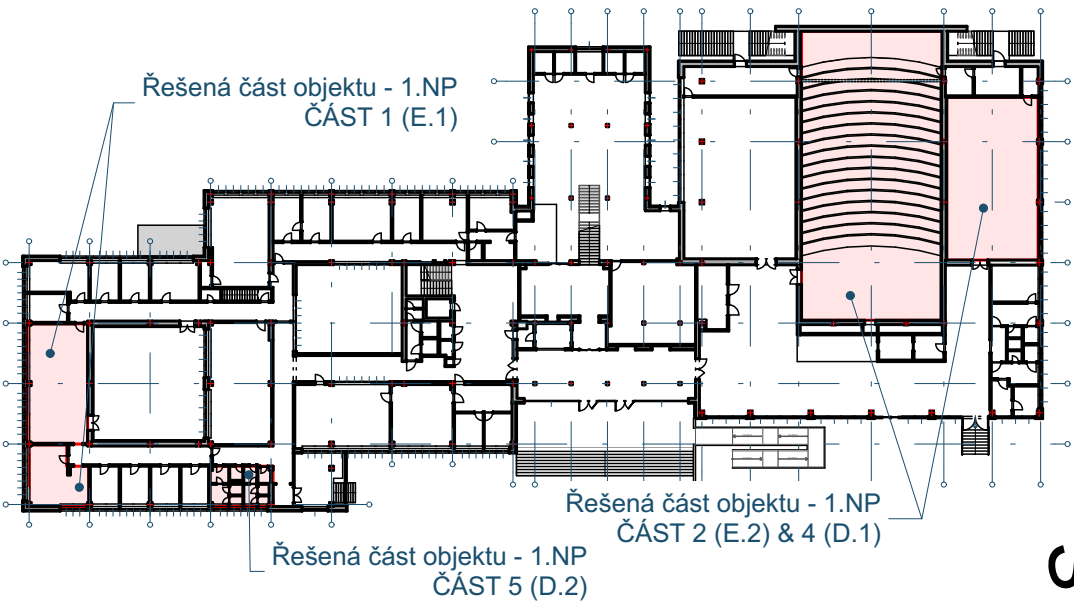 Řešená část objektu - 1.NP
ČÁST 1 (E.1)
Řešená část objektu - 1.NP
ČÁST 2 (E.2) & 4 (D.1)
Řešená část objektu - 1.NP
ČÁST 5 (D.2)